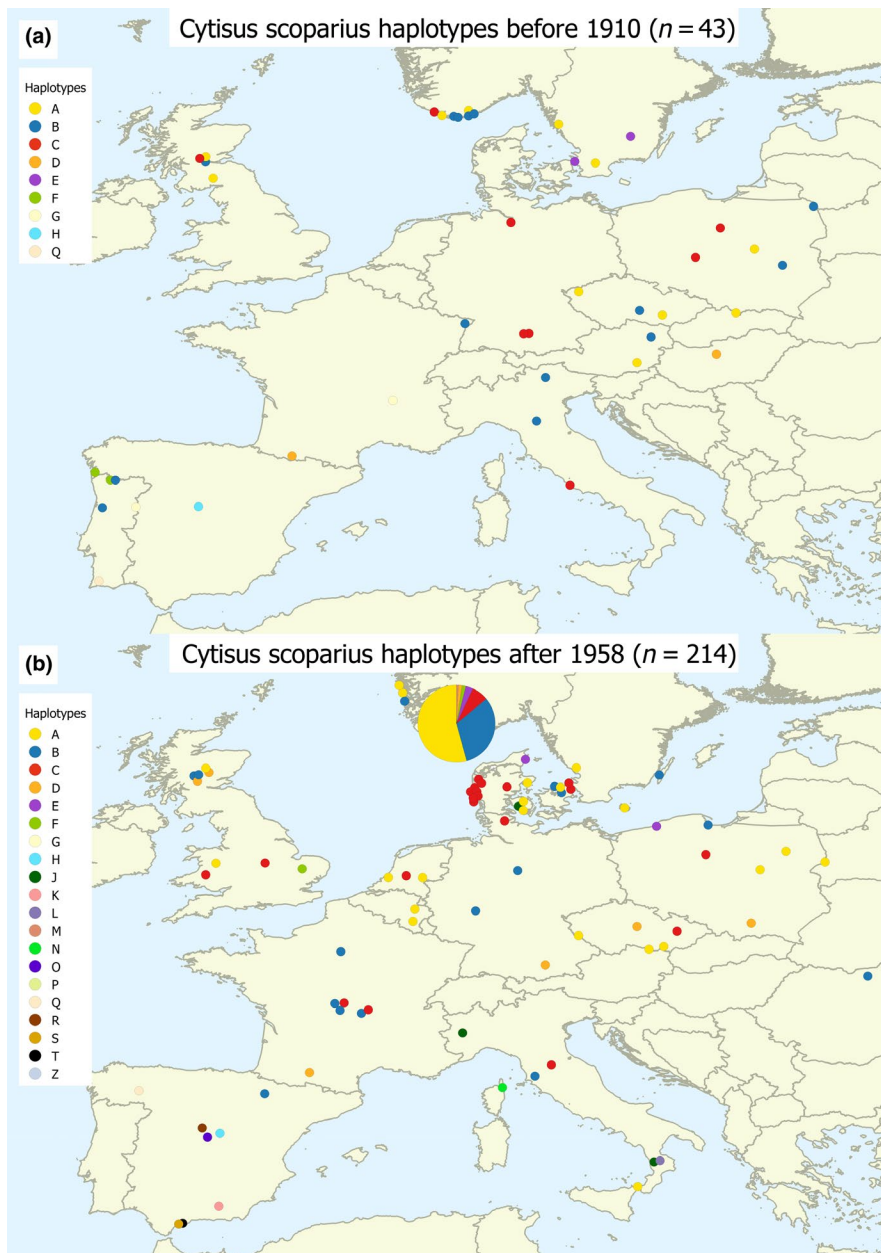 (a)
Cytisus scoparius haplotypes before 1910 (n = 43)
Haplotypes
A
B
C
D
E
F
G
H
Q
(b)
Cytisus scoparius haplotypes after 1958 (n = 214)
Haplotypes
A
B
C
D
E
F
G
H
J
K
L
M
N
O
P
Q
R
S
T
Z